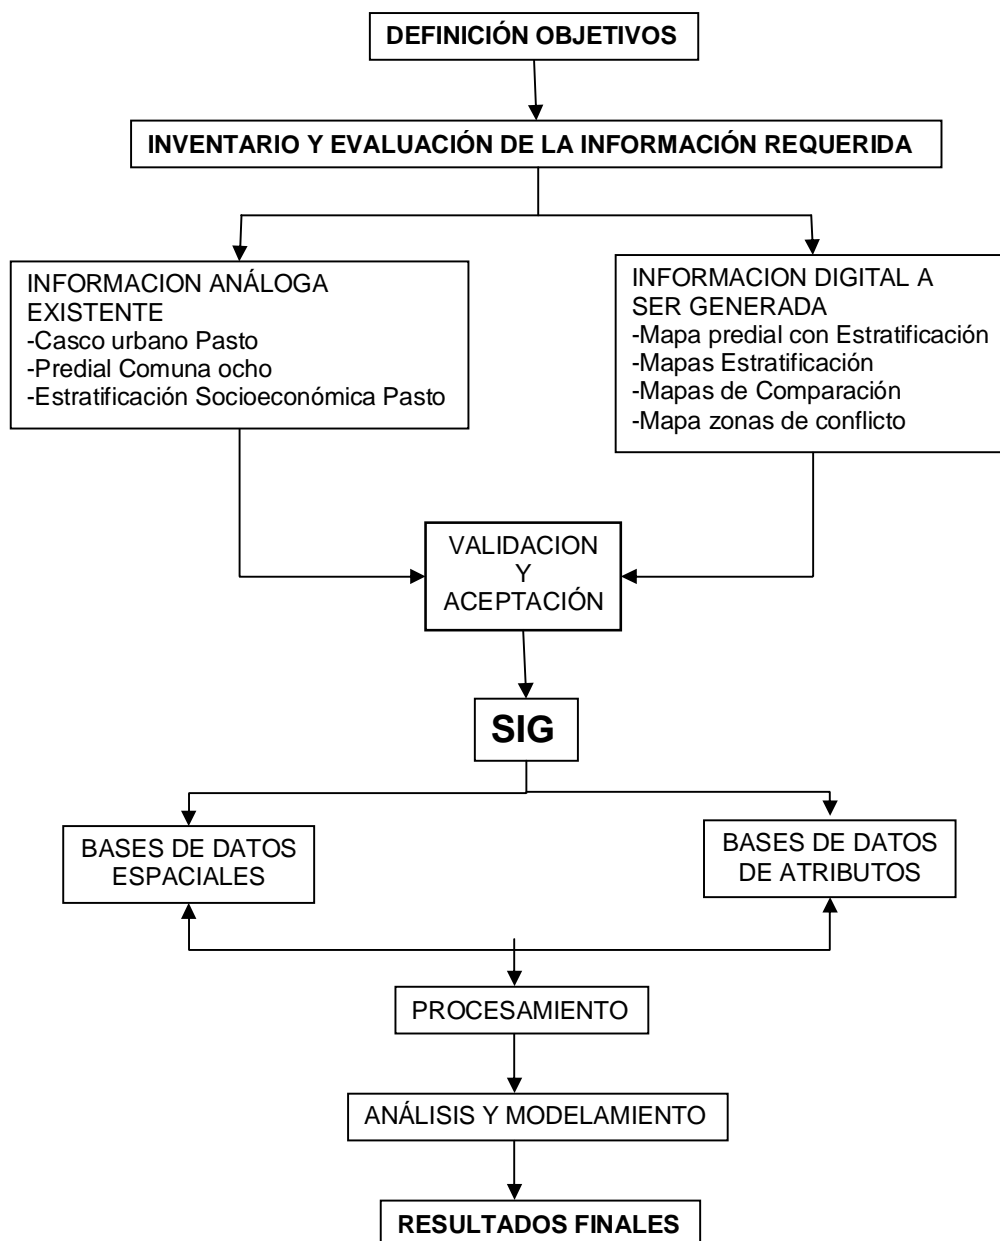 DEFINICIÓN OBJETIVOS
INVENTARIO Y EVALUACIÓN DE LA INFORMACIÓN REQUERIDA
INFORMACION ANÁLOGA
EXISTENTE
-Casco urbano Pasto
-Predial Comuna ocho
-Estratificación Socioeconómica Pasto
INFORMACION DIGITAL A
SER GENERADA
-Mapa predial con Estratificación
-Mapas Estratificación
-Mapas de Comparación
-Mapa zonas de conflicto
VALIDACION
Y
ACEPTACIÓN
SIG
BASES DE DATOS
ESPACIALES
BASES DE DATOS
DE ATRIBUTOS
PROCESAMIENTO
ANÁLISIS Y MODELAMIENTO
RESULTADOS FINALES